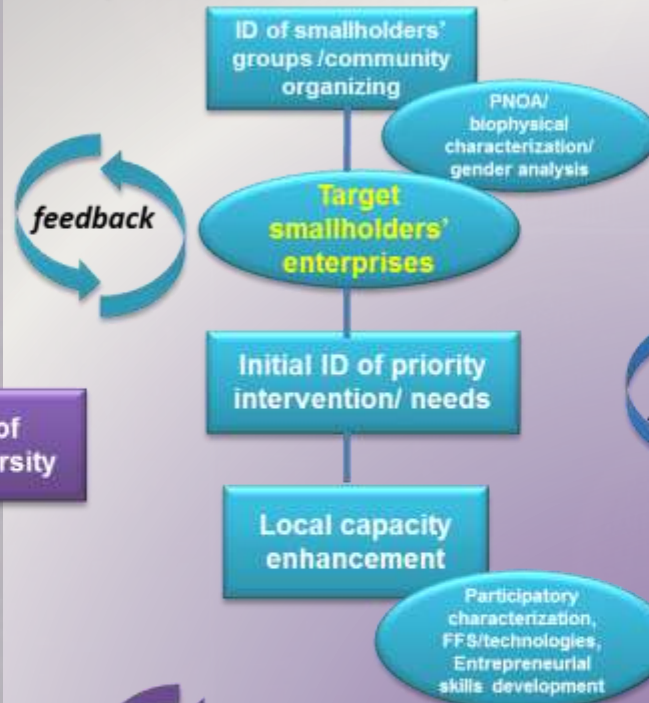 ID of smallholders'
groups /community
organizing
PNOA/
biophysical
characterization/
gender analysis
feedback
Target
smallholders'
enterprises
Initial ID of priority
intervention/ needs
of
Local capacity
enhancement
Participatory
characterization,
FFS/technologies,
Entrepreneurial
skills development